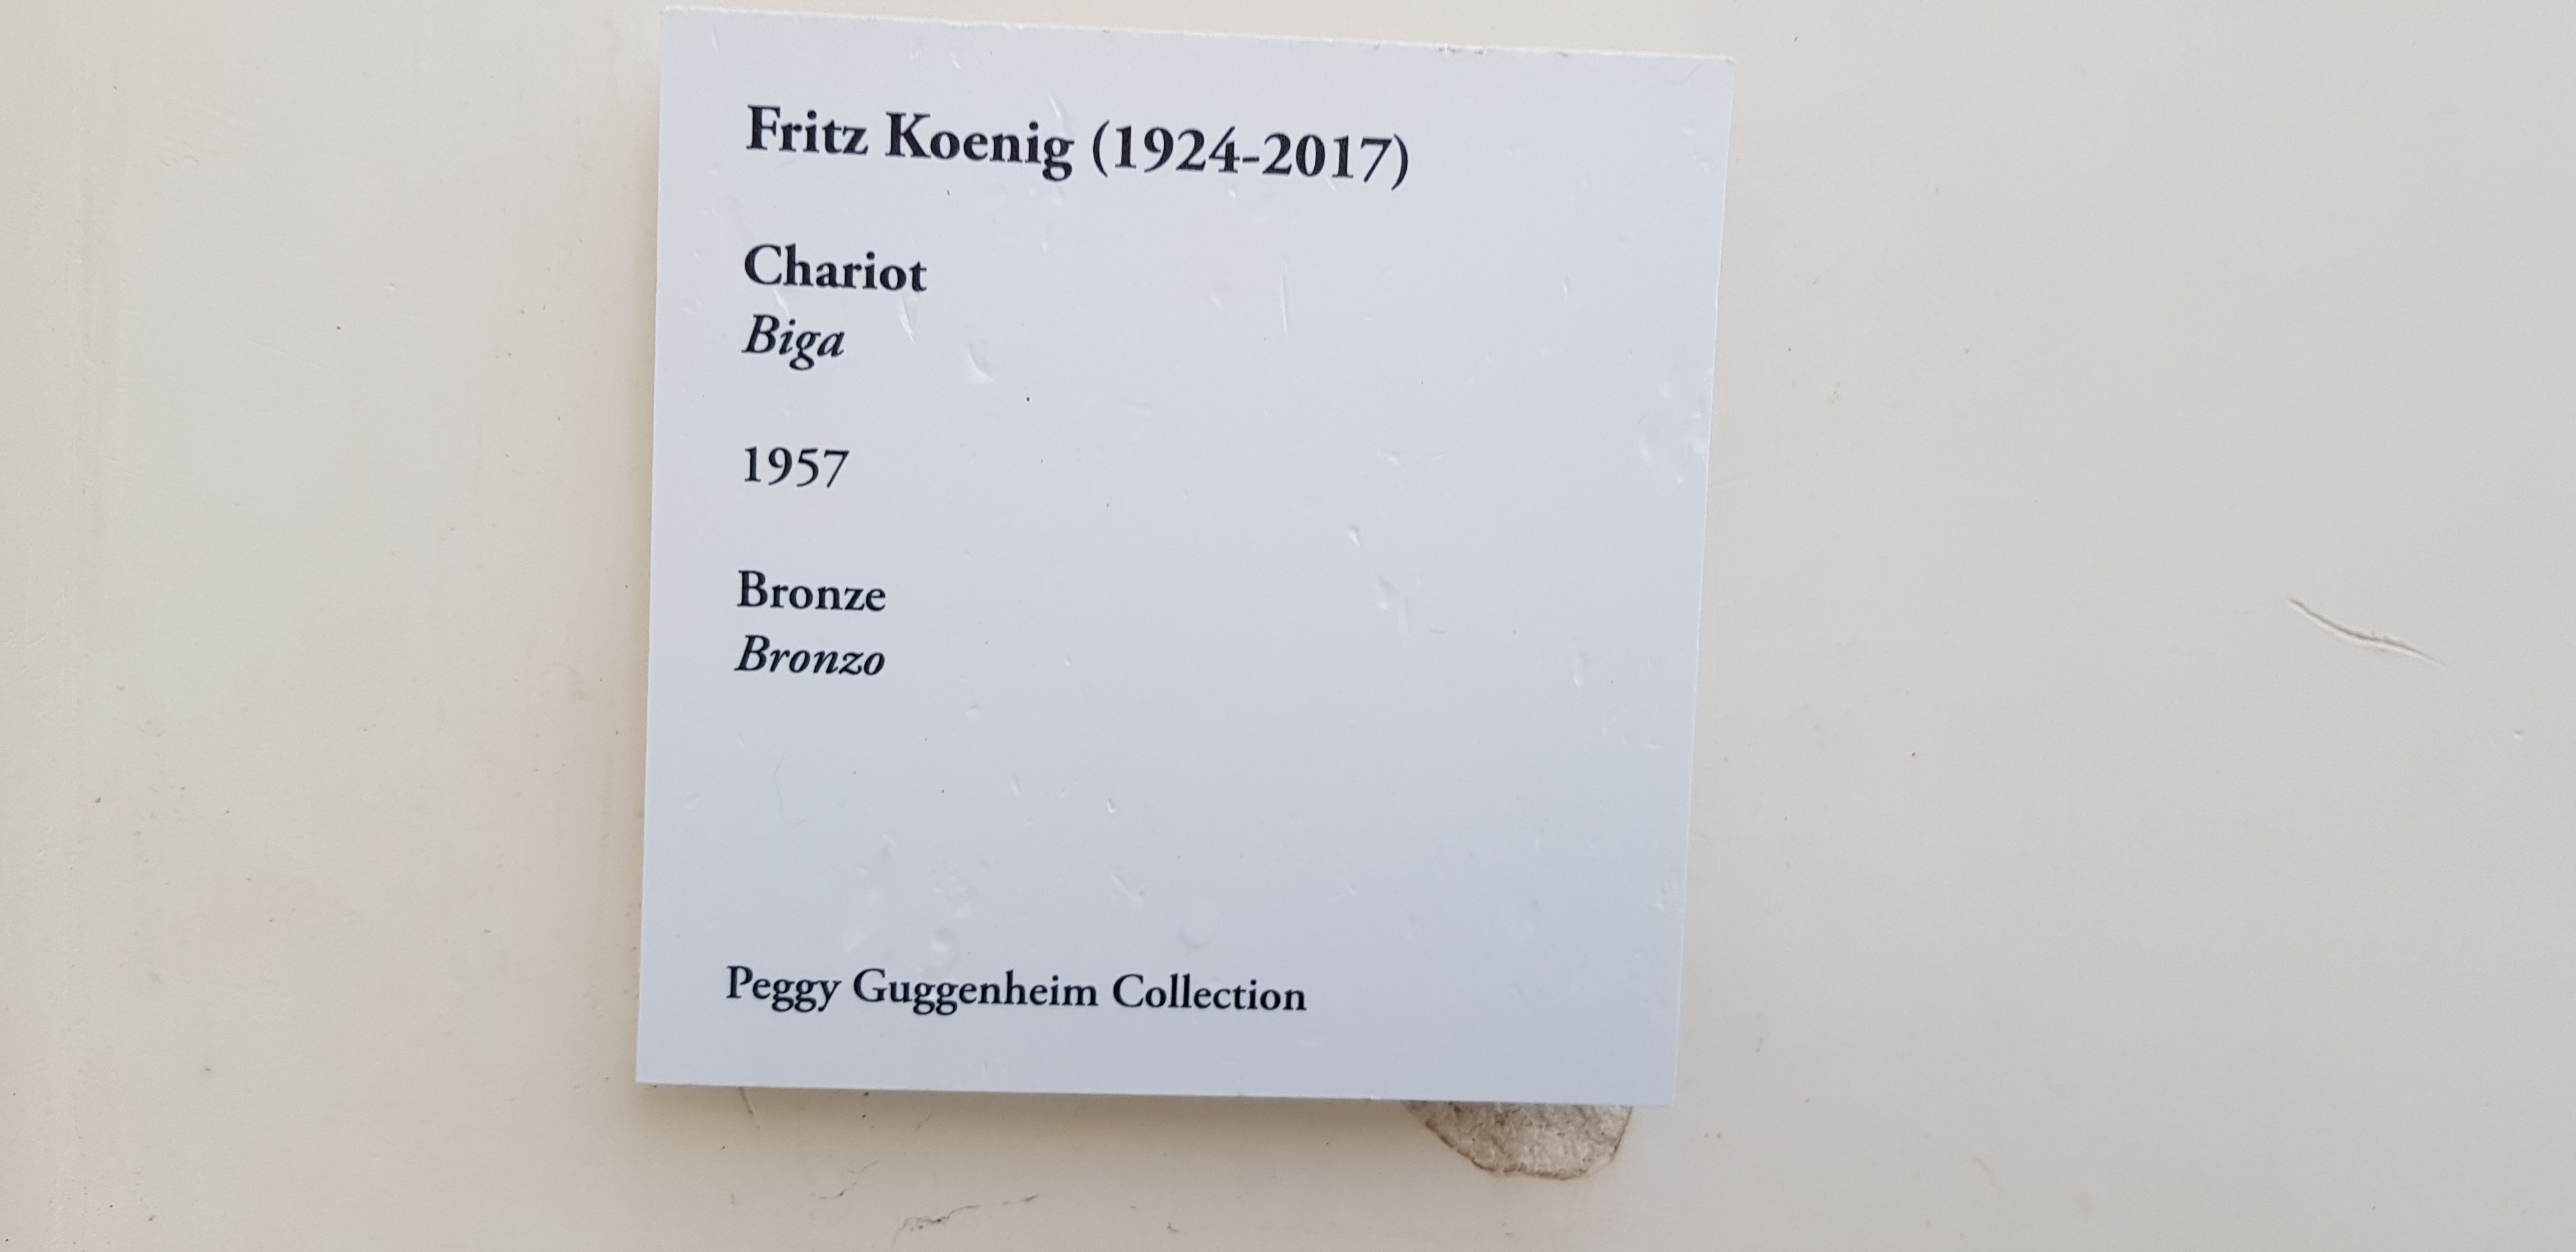 Fritz Koenig (1924-2017)
Chariot
Biga
1957
Bronze
Bronzo
Peggy Guggenheim Collection